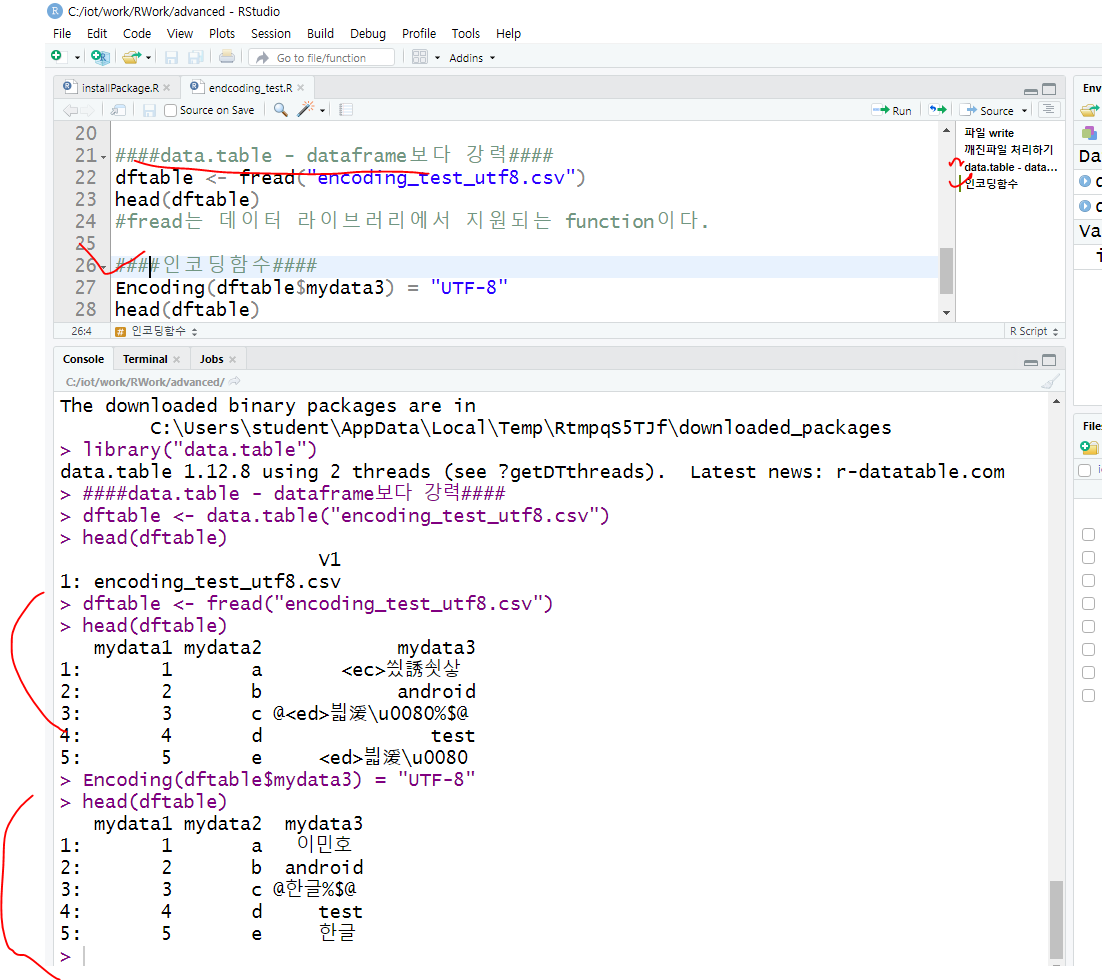 C:/iot/work/RWork/advanced - RStudio
File Edit Code View Plots Session Build Debug Profile Tools Help
Go to file/function Addins
installPackage.R endcoding_test.R Env
Source on Save Run Source
20
21 ####data.table - dataframe보다 강력####
22 dftable <- fread("encoding_test_utf8.csv")
23 head(dftable)
24 #fread는 데이터 라이브러리에서 지원되는 function이다.
25
26 ####인코딩함수####
27 Encoding(dftable$mydata3) = "UTF-8"
28 head(dftable)
파일 write
깨진파일 처리하기
data.table - data...
인코딩함수
Da
Va
26:4 인코딩함수 R Script
Console Terminal Jobs
C:/iot/work/RWork/advanced/
The downloaded binary packages are in
C:\Users\student\AppData\Local\Temp\RtmpqS5TJf\downloaded_packages
> library("data.table")
data.table 1.12.8 using 2 threads (see ?getDTthreads). Latest news: r-datatable.com
> ####data.table - dataframe보다 강력####
> dftable <- data.table("encoding_test_utf8.csv")
> head(dftable)
V1
1: encoding_test_utf8.csv
> dftable <- fread("encoding_test_utf8.csv")
> head(dftable)
mydata1 mydata2 mydata3
1: 1 a <ec>씠誘쇳샇
2: 2 b android
3: 3 c @<ed>븳湲\u0080%$@
4: 4 d test
5: 5 e <ed>븳湲\u0080
> Encoding(dftable$mydata3) = "UTF-8"
> head(dftable)
mydata1 mydata2 mydata3
1: 1 a 이민호
2: 2 b android
3: 3 c @한글%$@
4: 4 d test
5: 5 e 한글
>
Files